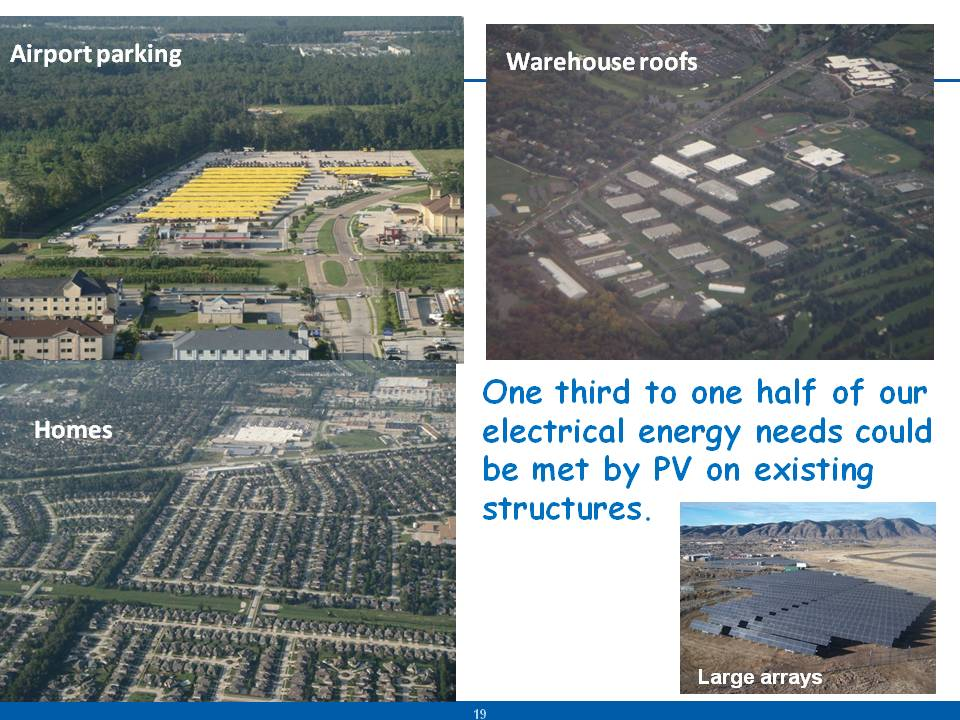 Airport parking
Warehouse roofs
Homes
One third to one half of our
electrical energy needs could
be met by PV on existing
structures.
Large arrays
19